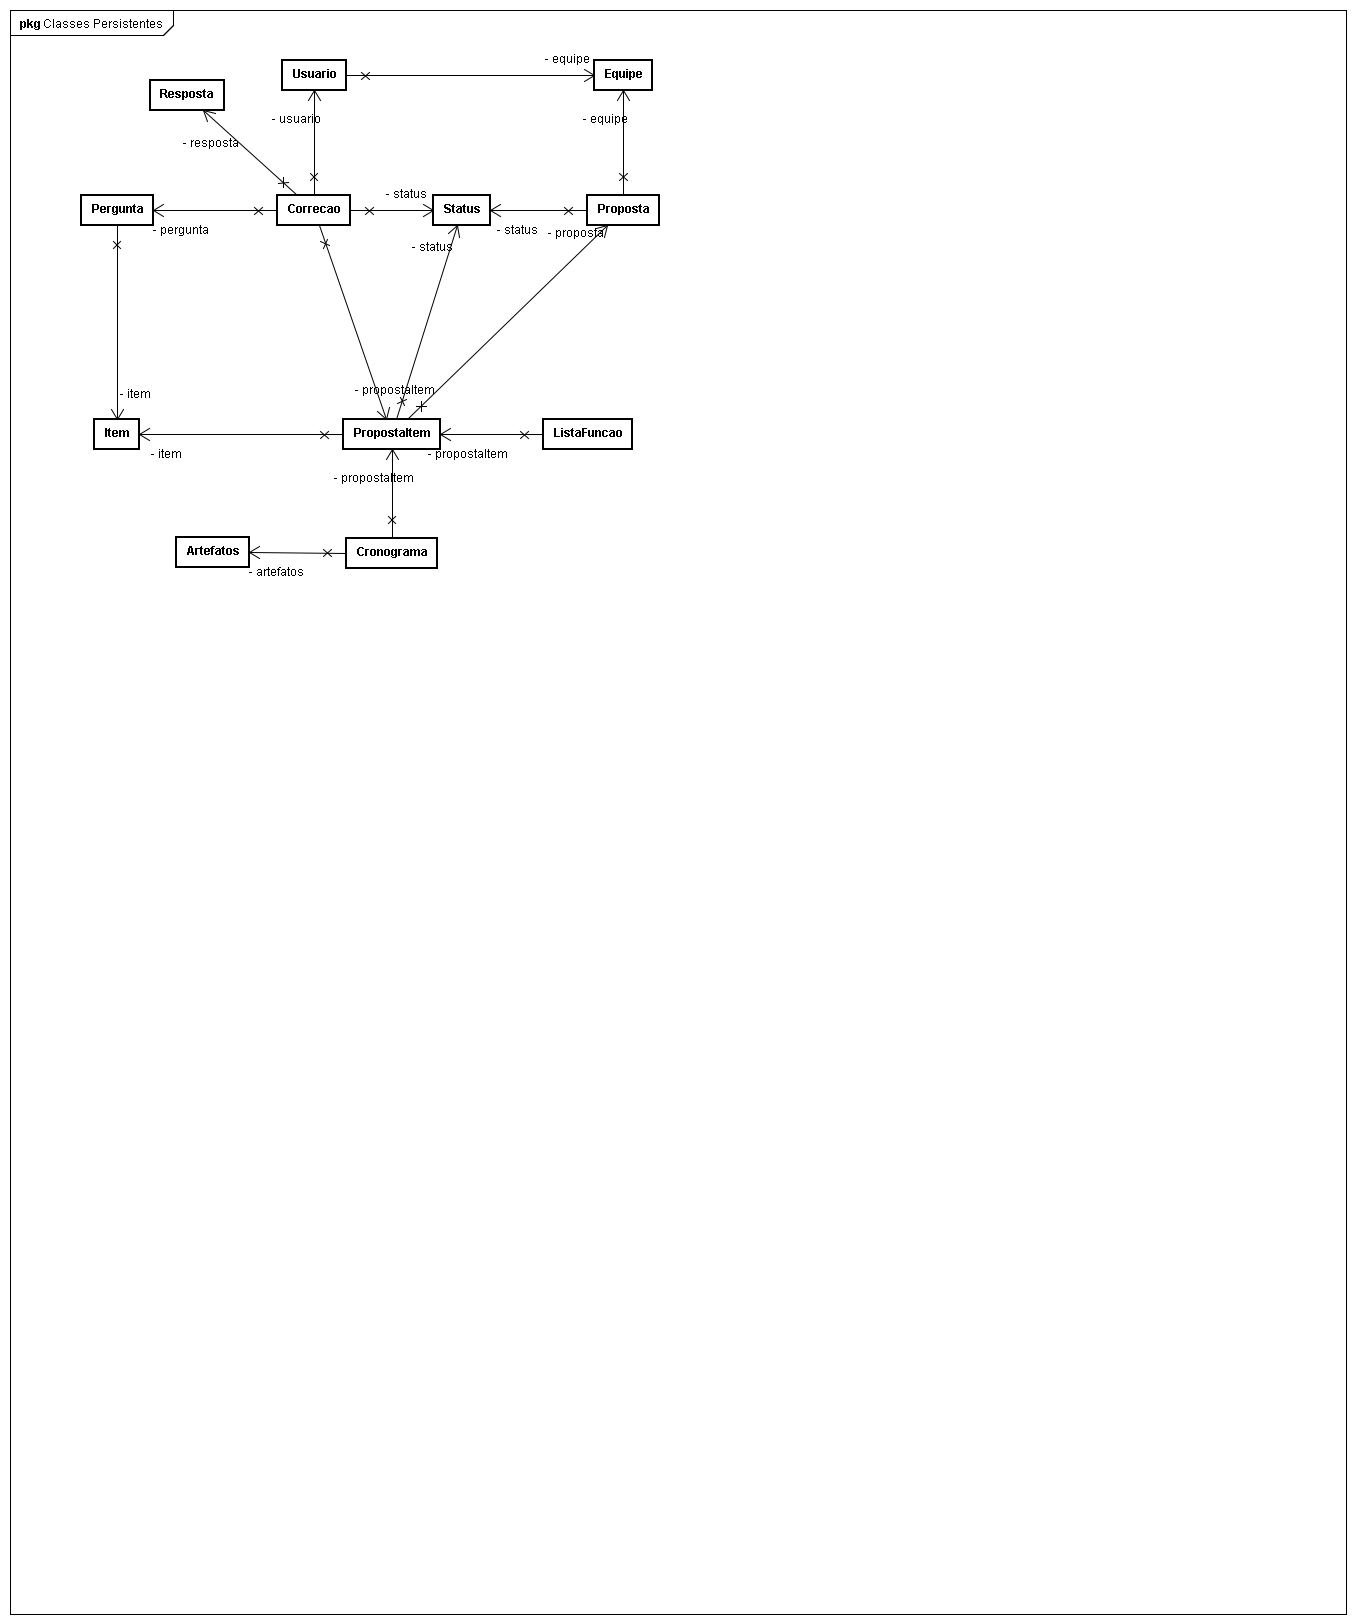 pkg Classes Persistentes
- equipe
Usuario
Equipe
Resposta
- usuario
- equipe
- resposta
- status
Pergunta
Correcao
Status
Proposta
- pergunta
- status
- proposta
- status
- propostaItem
- item
Item
PropostaItem
ListaFuncao
- item
- propostaItem
- propostaItem
Artefatos
Cronograma
- artefatos